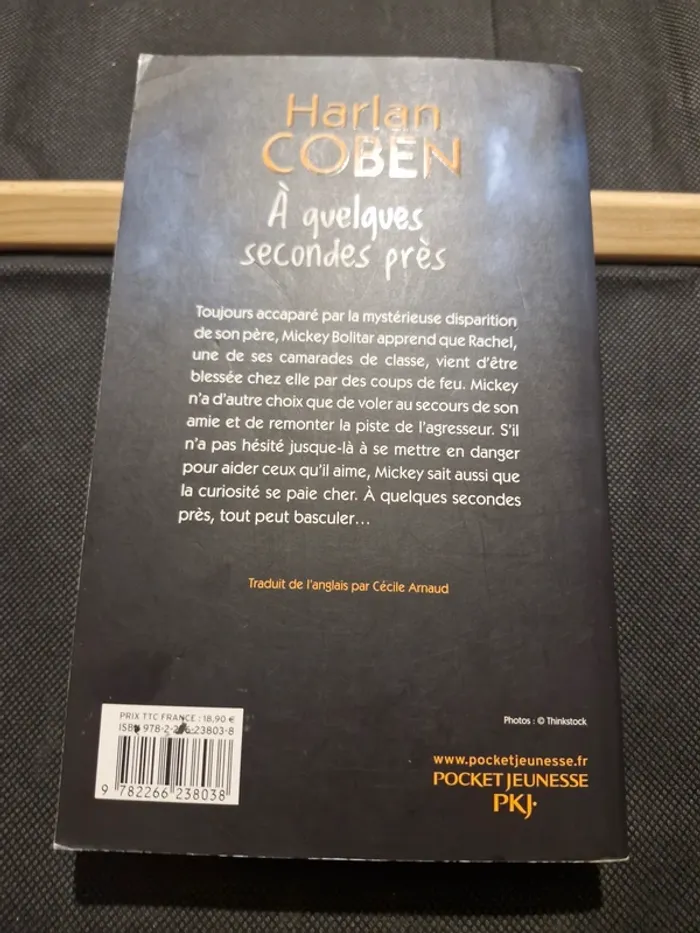 Harlan
COBEN
À quelques
secondes près
Toujours accaparé par la mystérieuse disparition
de son père, Mickey Bolitar apprend que Rachel,
une de ses camarades de classe, vient d'être
blessée chez elle par des coups de feu. Mickey
n'a d'autre choix que de voler au secours de son
amie et de remonter la piste de l'agresseur. S'il
n'a pas hésité jusque-là à se mettre en danger
pour aider ceux qu'il aime, Mickey sait aussi que
la curiosité se paie cher. À quelques secondes
près, tout peut basculer...
Traduit de l'anglais par Cécile Arnaud
PRIX TTC FRANCE : 18,90 €
9 782266 238038
Photos : © Thinkstock
www.pocketjeunesse.fr
POCKET JEUNESSE
PKJ·